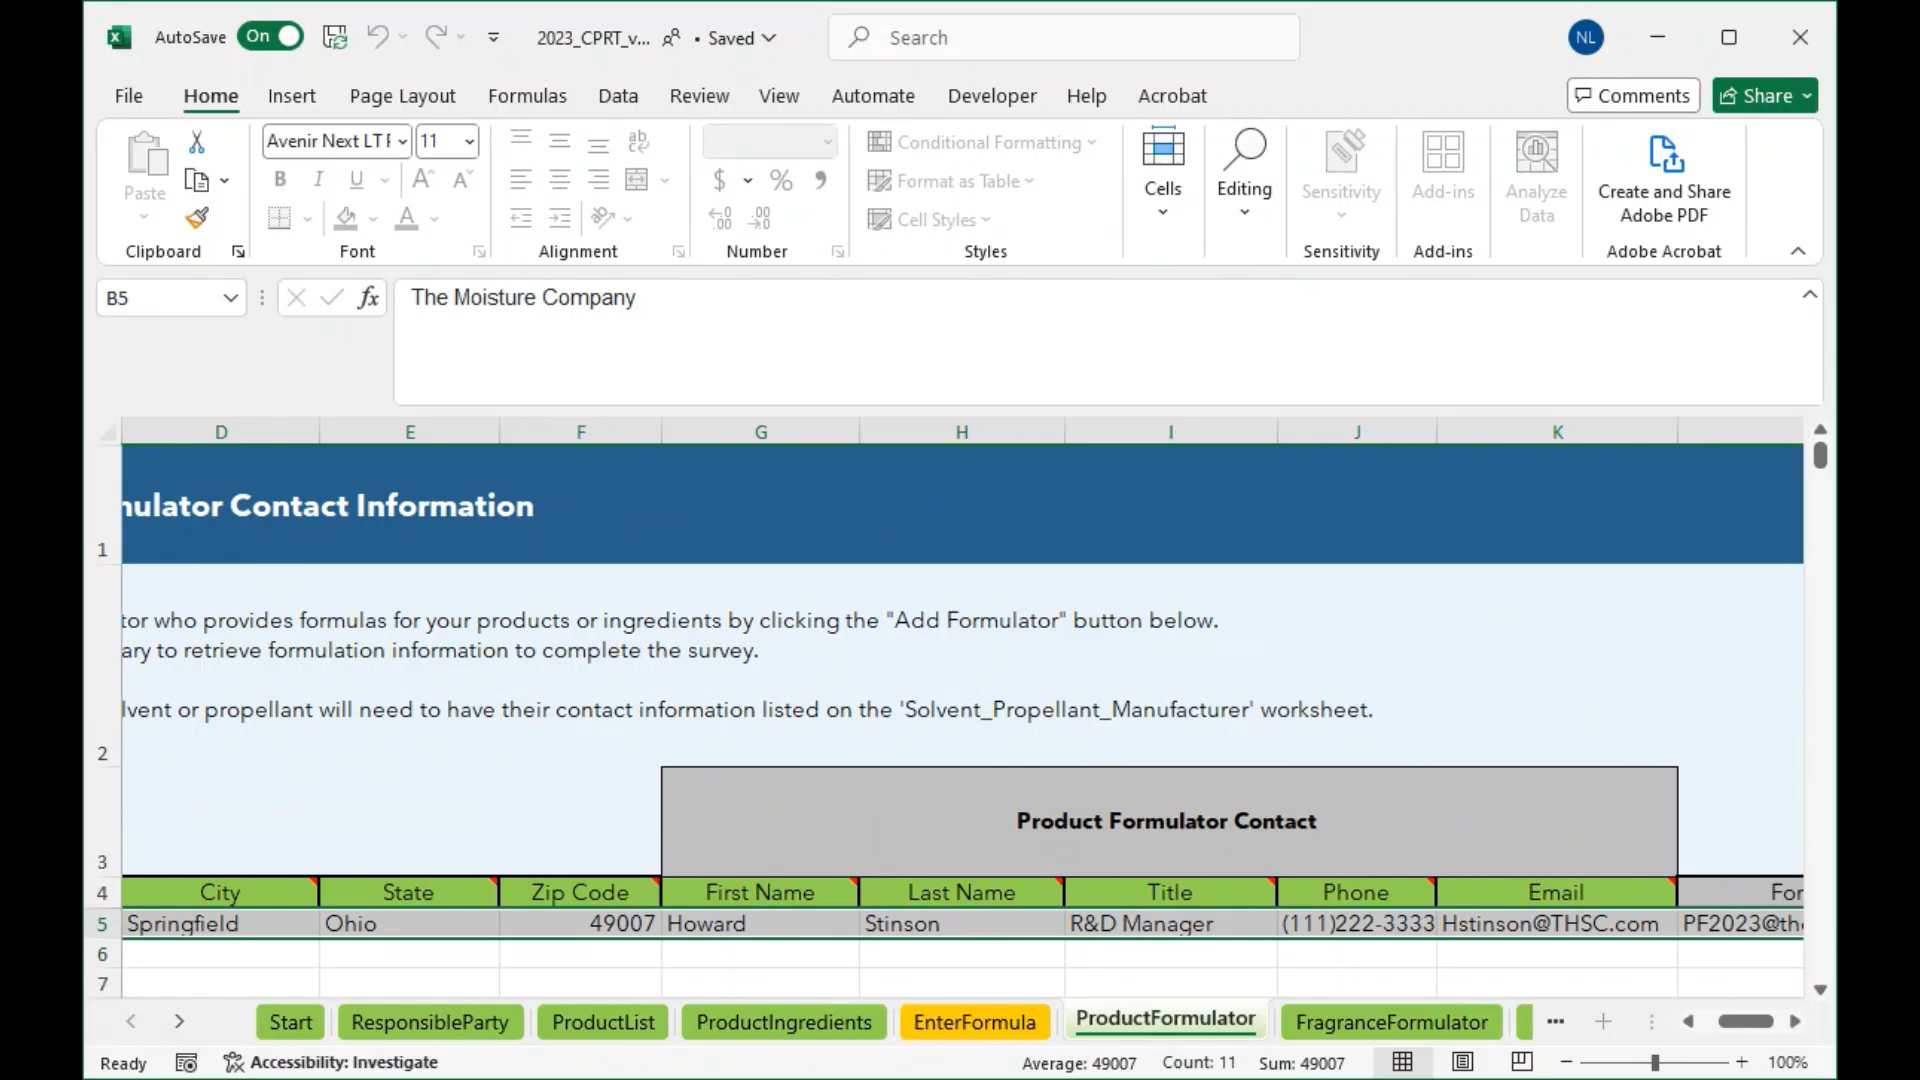 AutoSave On 2023_CPRT_v... • Saved Search NL
File Home Insert Page Layout Formulas Data Review View Automate Developer Help Acrobat Comments Share
Paste
Clipboard
Avenir Next LT 11
B I U A A
A
Font
ab
Alignment
$ % 9
Number
Conditional Formatting
Format as Table
Cell Styles
Styles
Cells
Editing
Sensitivity
Sensitivity
Add-ins
Add-ins
Analyze
Data
Create and Share
Adobe PDF
Adobe Acrobat
B5 fx The Moisture Company
D E F G H I J K
1 mulator Contact Information
tor who provides formulas for your products or ingredients by clicking the "Add Formulator" button below.
ary to retrieve formulation information to complete the survey.
lvent or propellant will need to have their contact information listed on the 'Solvent_Propellant_Manufacturer' worksheet.
2
Product Formulator Contact
3
4 City State Zip Code First Name Last Name Title Phone Email For
5 Springfield Ohio 49007 Howard Stinson R&D Manager (111)222-3333 Hstinson@THSC.com PF2023@th
6
7
Start ResponsibleParty ProductList ProductIngredients EnterFormula ProductFormulator FragranceFormulator ...
Ready Accessibility: Investigate Average: 49007 Count: 11 Sum: 49007 100%